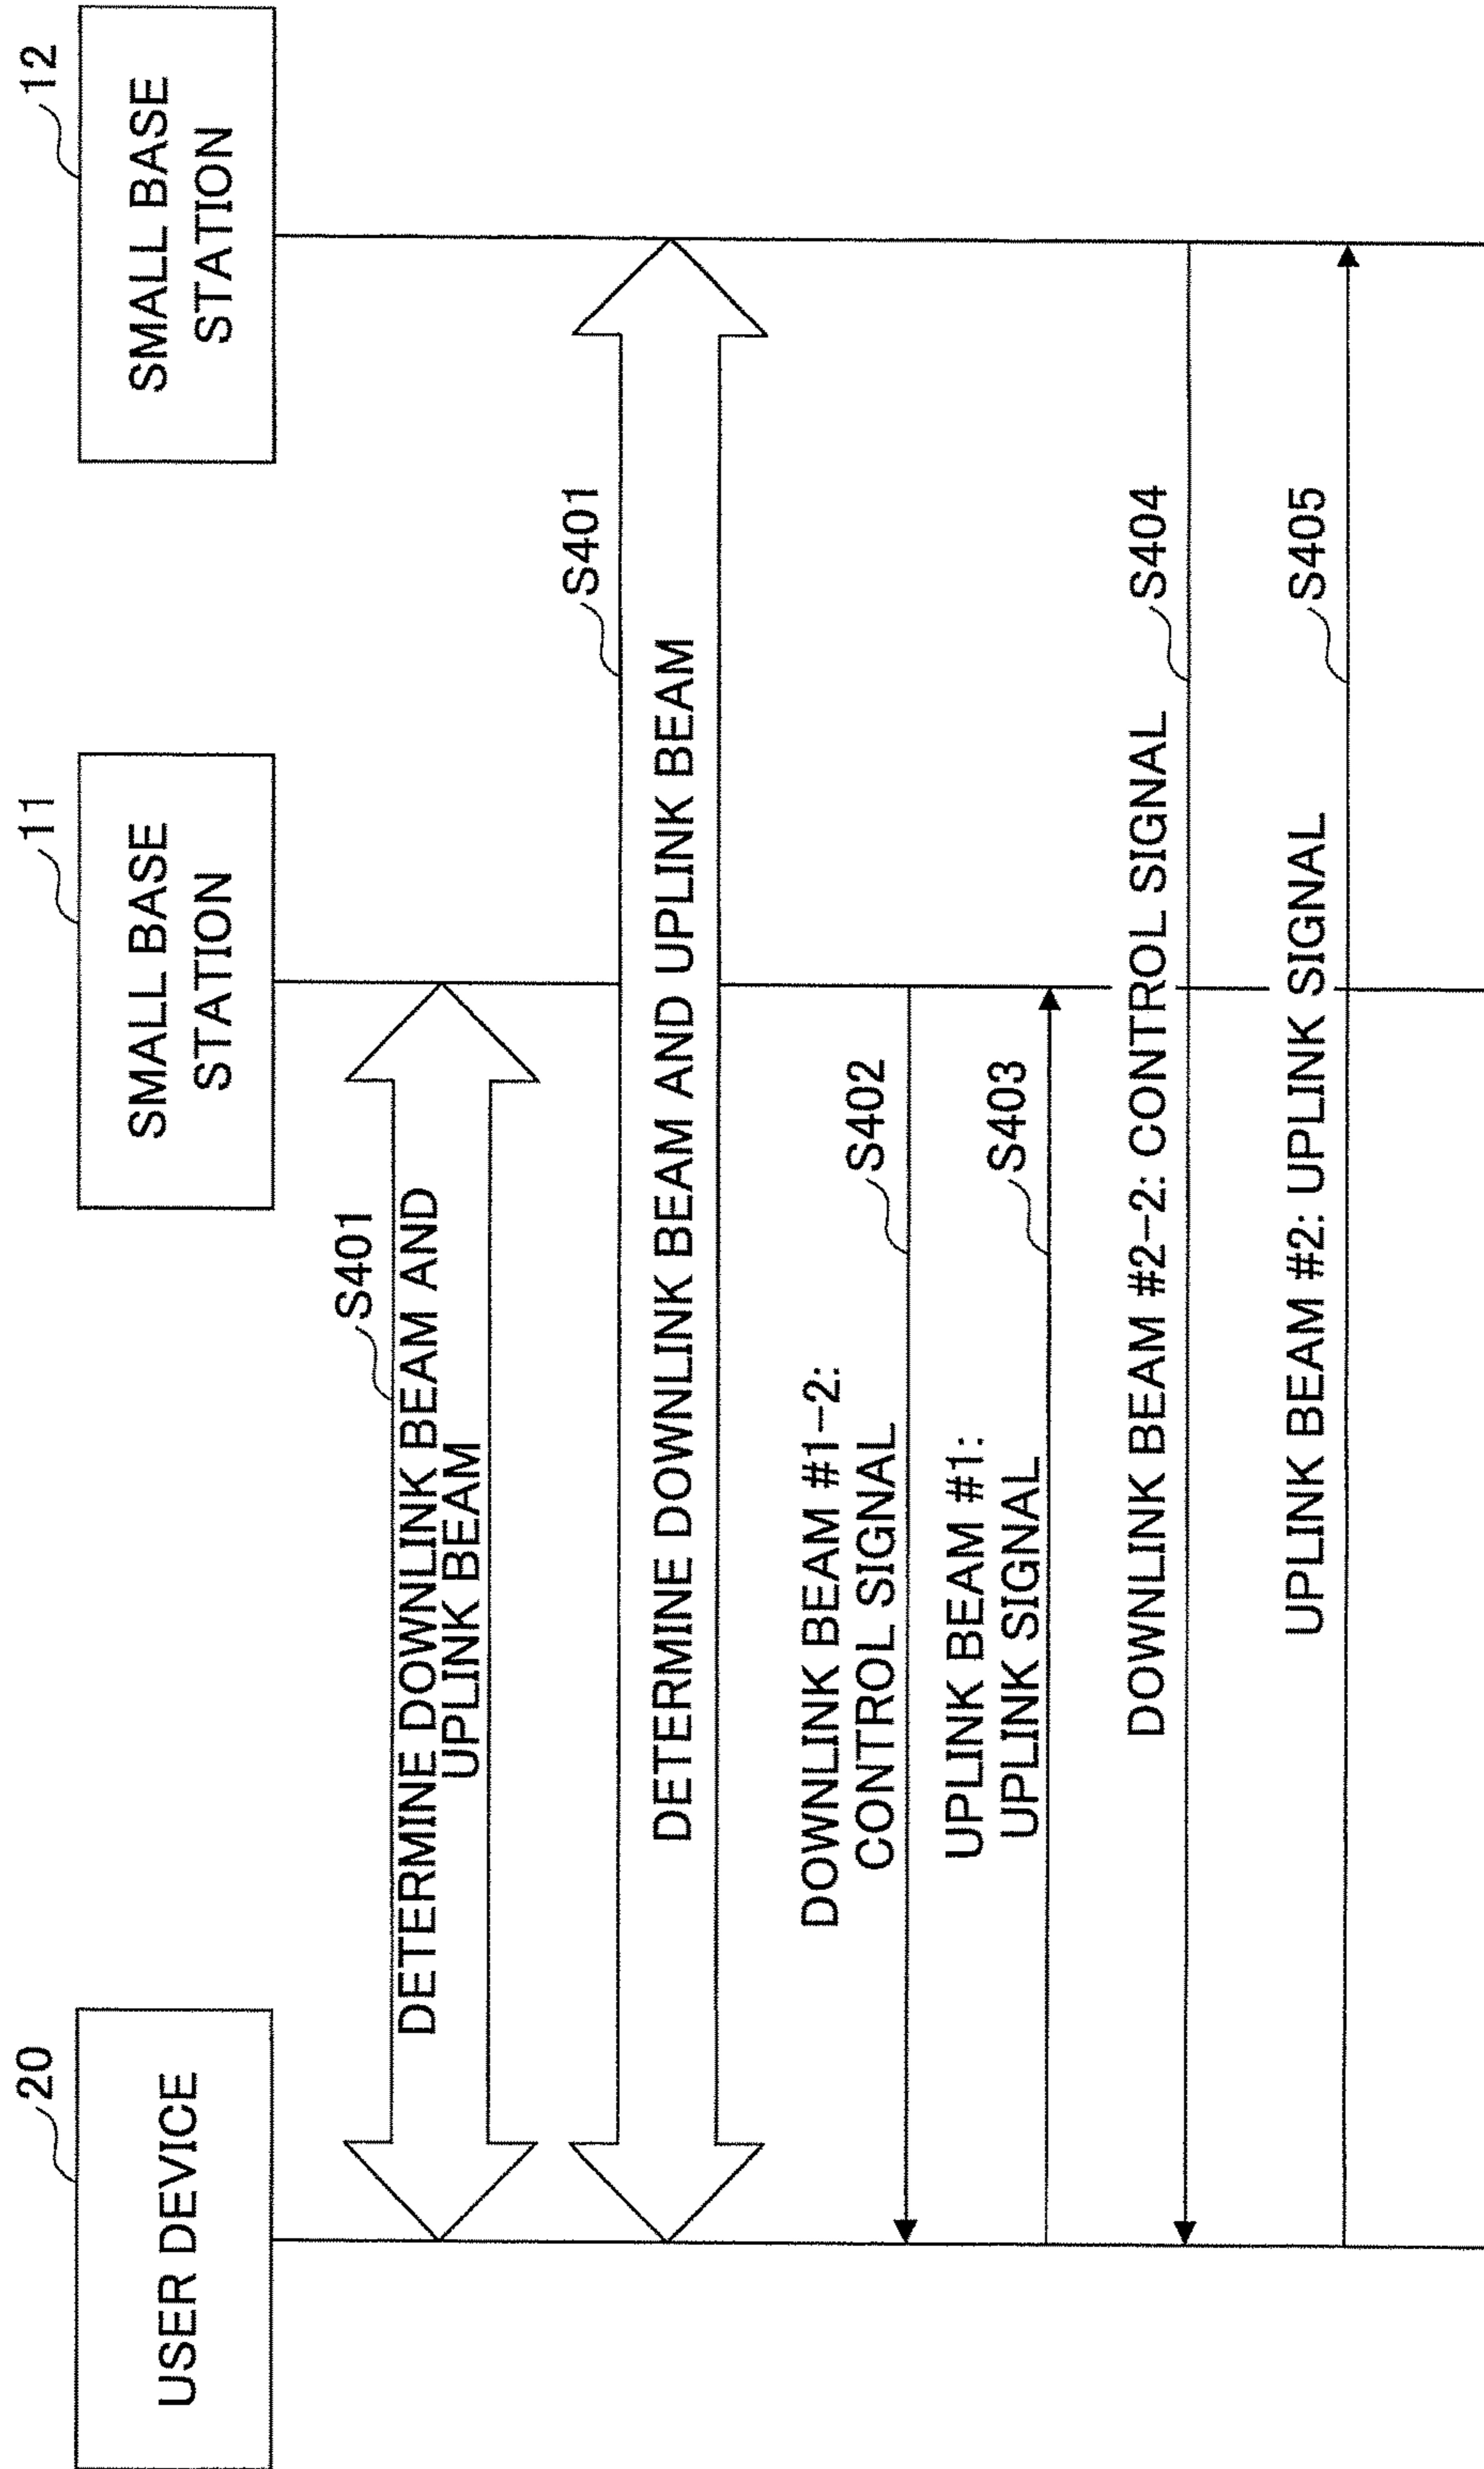 20
USER DEVICE
11
SMALL BASE
STATION
12
SMALL BASE
STATION
S401
DETERMINE DOWNLINK BEAM AND
UPLINK BEAM
S401
DETERMINE DOWNLINK BEAM AND UPLINK BEAM
DOWNLINK BEAM #1-2:
CONTROL SIGNAL
S402
UPLINK BEAM #1:
UPLINK SIGNAL
S403
DOWNLINK BEAM #2-2: CONTROL SIGNAL
S404
UPLINK BEAM #2: UPLINK SIGNAL
S405